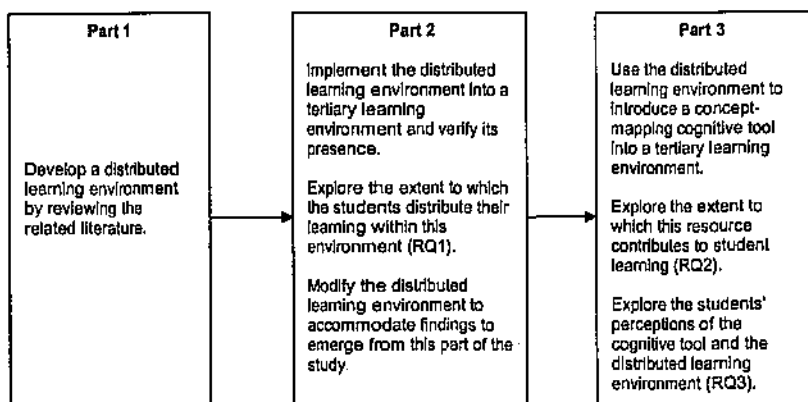 Part 1
Develop a distributed
learning environment
by reviewing the
related literature.
Part 2
Implement the distributed
learning environment into a
tertiary learning
environment and verify its
presence.
Explore the extent to which
the students distribute their
learning within this
environment (RQ1).
Modify the distributed
learning environment to
accommodate findings to
emerge from this part of the
study.
Part 3
Use the distributed
learning environment to
introduce a concept-
mapping cognitive tool
into a tertiary learning
environment.
Explore the extent to
which this resource
contributes to student
learning (RQ2).
Explore the students'
perceptions of the
cognitive tool and the
distributed learning
environment (RQ3).